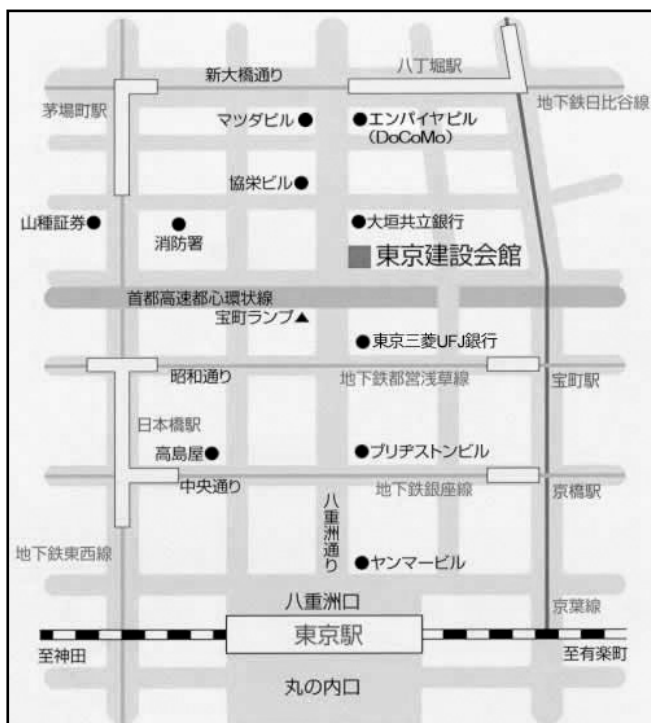 新大橋通り
八丁堀駅
茅場町駅
地下鉄日比谷線
マツダビル●
●エンパイヤビル
(DoCoMo)
協栄ビル●
山種証券●
消防署
●大垣共立銀行
■東京建設会館
首都高速都心環状線
宝町ランプ▲
●東京三菱UFJ銀行
昭和通り
地下鉄都営浅草線
宝町駅
日本橋駅
高島屋●
●ブリヂストンビル
中央通り
地下鉄銀座線
京橋駅
八重洲通り
地下鉄東西線
●ヤンマービル
八重洲口
京葉線
東京駅
至神田
至有楽町
丸の内口